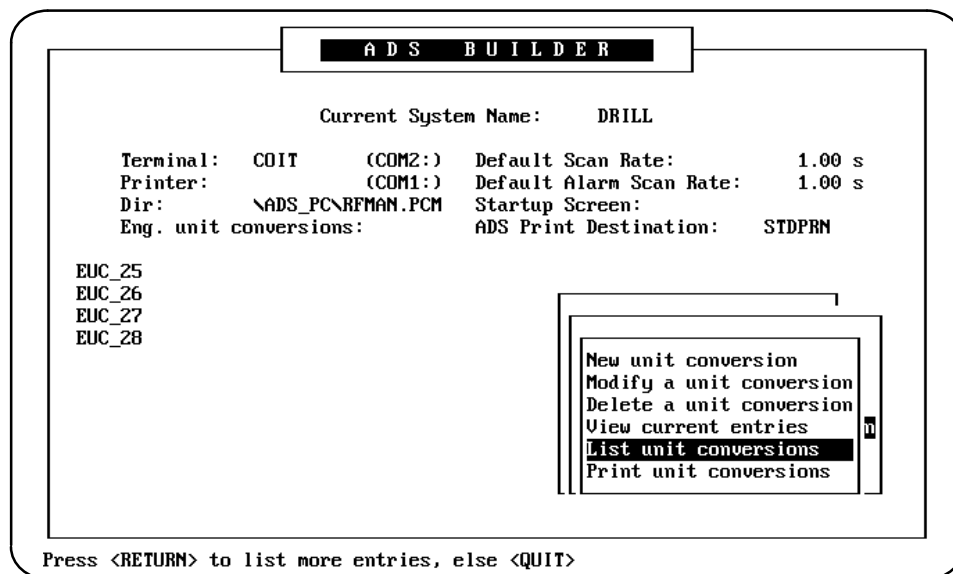 ADS BUILDER
Current System Name: DRILL
Terminal: COIT (COM2:) Default Scan Rate: 1.00 s
Printer: (COM1:) Default Alarm Scan Rate: 1.00 s
Dir: \ADS_PC\RFMAN.PCM Startup Screen:
Eng. unit conversions: ADS Print Destination: STDPRN
EUC_25
EUC_26
EUC_27
EUC_28
New unit conversion
Modify a unit conversion
Delete a unit conversion
View current entries n
List unit conversions
Print unit conversions
Press <RETURN> to list more entries, else <QUIT>